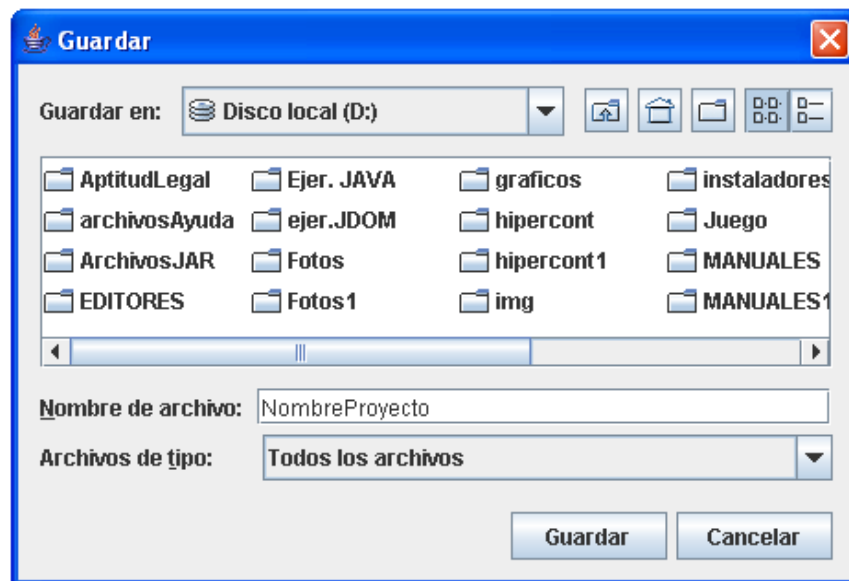 Guardar
Guardar en: Disco local (D:)
AptitudLegal Ejer. JAVA graficos instaladores
archivosAyuda ejer.JDOM hipercont Juego
ArchivosJAR Fotos hipercont1 MANUALES
EDITORES Fotos1 img MANUALES1
Nombre de archivo: NombreProyecto
Archivos de tipo: Todos los archivos
Guardar Cancelar